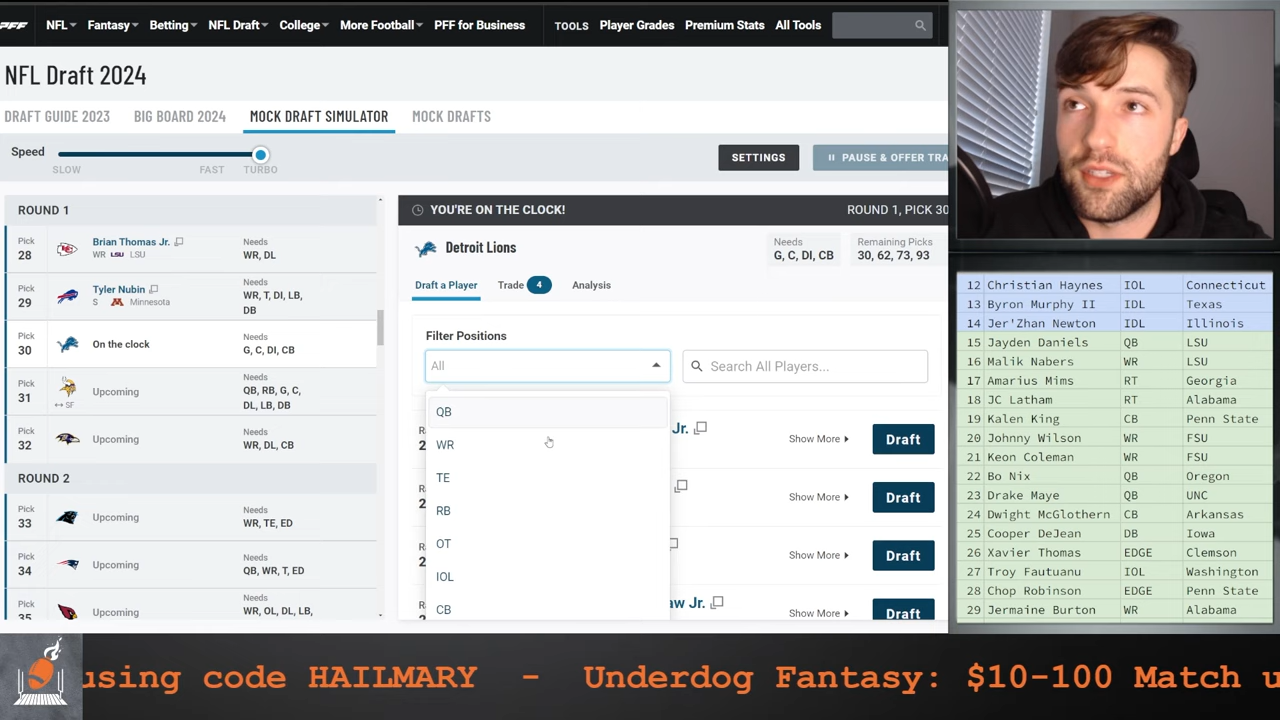 PFF NFL Fantasy Betting NFL Draft College More Football PFF for Business TOOLS Player Grades Premium Stats All Tools
NFL Draft 2024
DRAFT GUIDE 2023 BIG BOARD 2024 MOCK DRAFT SIMULATOR MOCK DRAFTS
Speed
SLOW FAST TURBO
SETTINGS
PAUSE & OFFER TRA
ROUND 1
Pick 28 Brian Thomas Jr. Needs
WR LSU LSU WR, DL
Pick 29 Tyler Nubin Needs
S Minnesota WR, T, DI, LB,
DB
Pick 30 On the clock Needs
G, C, DI, CB
Pick 31 Upcoming Needs
↔ SF QB, RB, G, C,
DL, LB, DB
Pick 32 Upcoming Needs
WR, DL, CB
ROUND 2
Pick 33 Upcoming Needs
WR, TE, ED
Pick 34 Upcoming Needs
QB, WR, T, ED
Pick 35 Upcoming Needs
WR, OL, DL, LB,
YOU'RE ON THE CLOCK! ROUND 1, PICK 30
Detroit Lions
Needs
G, C, DI, CB
Remaining Picks
30, 62, 73, 93
Draft a Player Trade 4 Analysis
Filter Positions
All
Search All Players...
QB
WR
TE
RB
OT
IOL
CB
Jr. Show More Draft
Show More Draft
Show More Draft
aw Jr. Show More Draft
12 Christian Haynes IOL Connecticut
13 Byron Murphy II IDL Texas
14 Jer'Zhan Newton IDL Illinois
15 Jayden Daniels QB LSU
16 Malik Nabers WR LSU
17 Amarius Mims RT Georgia
18 JC Latham RT Alabama
19 Kalen King CB Penn State
20 Johnny Wilson WR FSU
21 Keon Coleman WR FSU
22 Bo Nix QB Oregon
23 Drake Maye QB UNC
24 Dwight McGlothern CB Arkansas
25 Cooper DeJean DB Iowa
26 Xavier Thomas EDGE Clemson
27 Troy Fautuanu IOL Washington
28 Chop Robinson EDGE Penn State
29 Jermaine Burton WR Alabama
using code HAILMARY - Underdog Fantasy: $10-100 Match u